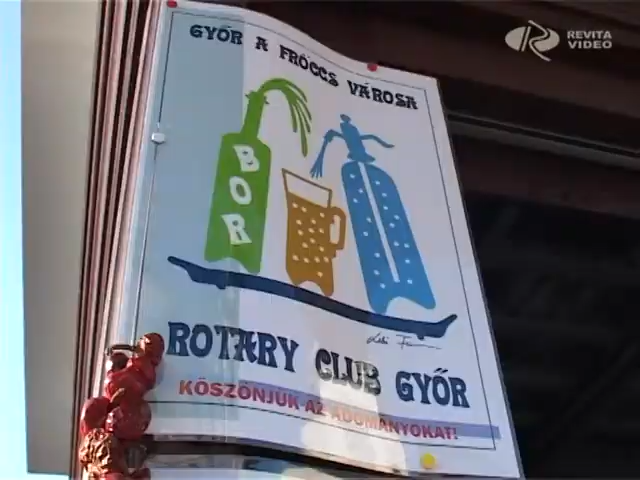 REVITA
VIDEO
GYŐR A FRÖCCS VÁROSA
BOR
ROTARY CLUB GYŐR
KÖSZÖNJÜK AZ ADOMÁNYOKAT!